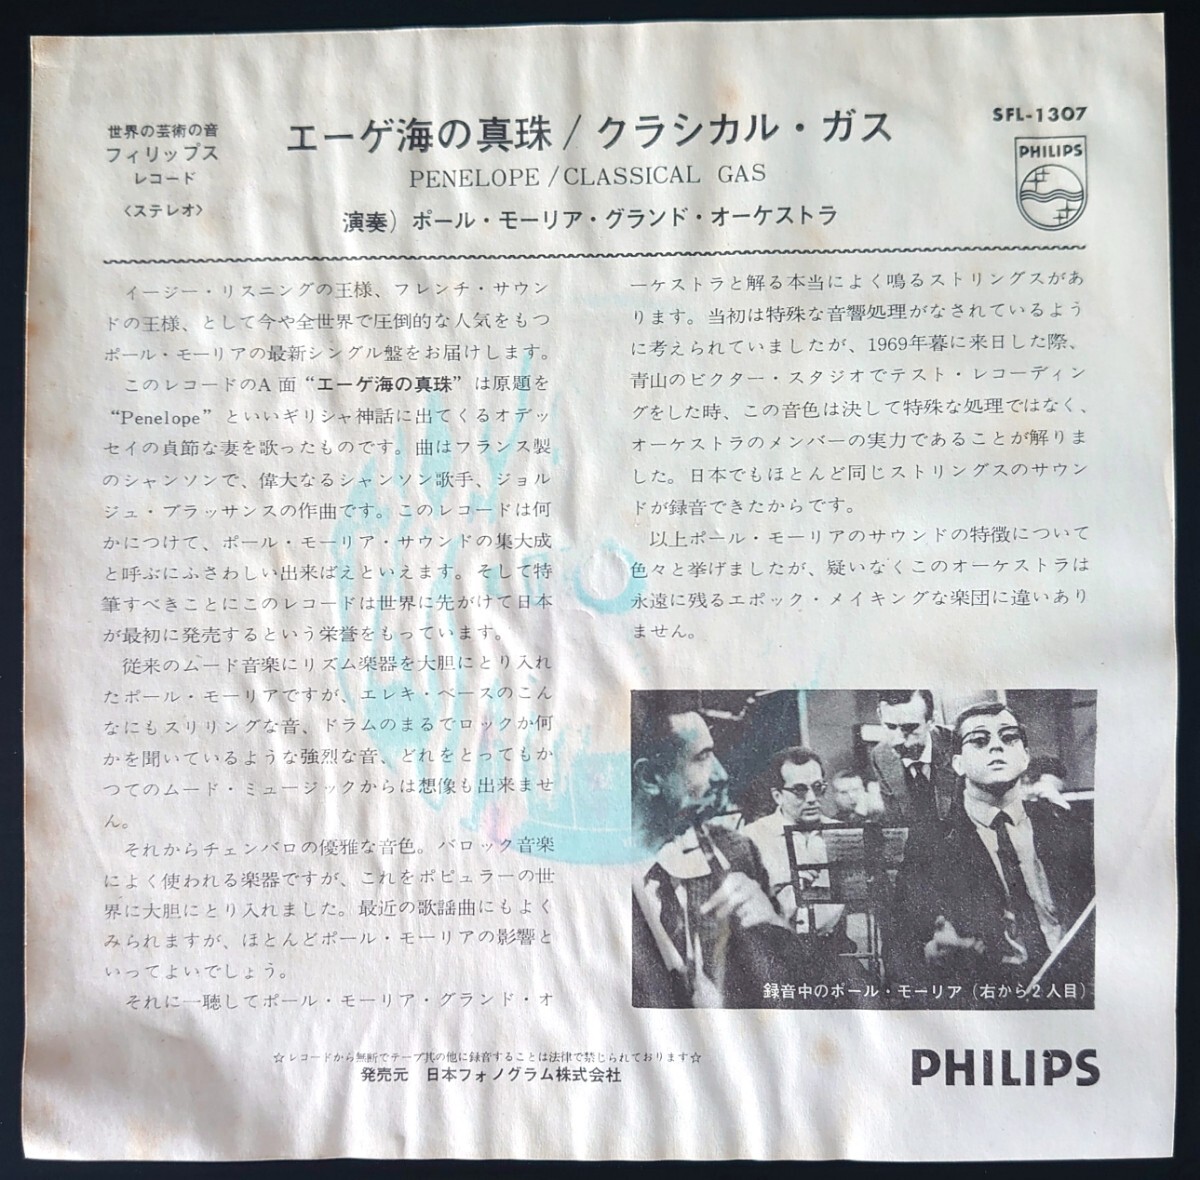 世界の芸術の音
フィリップス
レコード
〈ステレオ〉
エーゲ海の真珠/クラシカル・ガス
PENELOPE/CLASSICAL GAS
演奏）ポール・モーリア・グランド・オーケストラ
SFL-1307
PHILIPS
イージー・リスニングの王様、フレンチ・サウン
ドの王様、として今や全世界で圧倒的な人気をもつ
ポール・モーリアの最新シングル盤をお届けします。
このレコードのA面“エーゲ海の真珠”は原題を
“Penelope”といいギリシャ神話に出てくるオデッ
セイの貞節な妻を歌ったものです。曲はフランス製
のシャンソンで、偉大なるシャンソン歌手、ジョル
ジュ・ブラッサンスの作曲です。このレコードは何
かにつけて、ポール・モーリア・サウンドの集大成
と呼ぶにふさわしい出来ばえといえます。そして特
筆すべきことにこのレコードは世界に先がけて日本
が最初に発売するという栄誉をもっています。
従来のムード音楽にリズム楽器を大胆にとり入れ
たポール・モーリアですが、エレキ・ベースのこん
なにもスリリングな音、ドラムのまるでロックか何
かを聞いているような強烈な音、どれをとってもか
つてのムード・ミュージックからは想像も出来ませ
ん。
それからチェンバロの優雅な音色。バロック音楽
によく使われる楽器ですが、これをポピュラーの世
界に大胆にとり入れました。最近の歌謡曲にもよく
みられますが、ほとんどポール・モーリアの影響と
いってよいでしょう。
それに一聴してポール・モーリア・グランド・オ
ーケストラと解る本当によく鳴るストリングスがあ
ります。当初は特殊な音響処理がなされているよう
に考えられていましたが、1969年暮に来日した際、
青山のビクター・スタジオでテスト・レコーディン
グをした時、この音色は決して特殊な処理ではなく、
オーケストラのメンバーの実力であることが解りま
した。日本でもほとんど同じストリングスのサウン
ドが録音できたからです。
以上ポール・モーリアのサウンドの特徴について
色々と挙げましたが、疑いなくこのオーケストラは
永遠に残るエポック・メイキングな楽団に違いあり
ません。
録音中のポール・モーリア（右から2人目）
☆レコードから無断でテープ其の他に録音することは法律で禁じられております☆
発売元　日本フォノグラム株式会社
PHILIPS